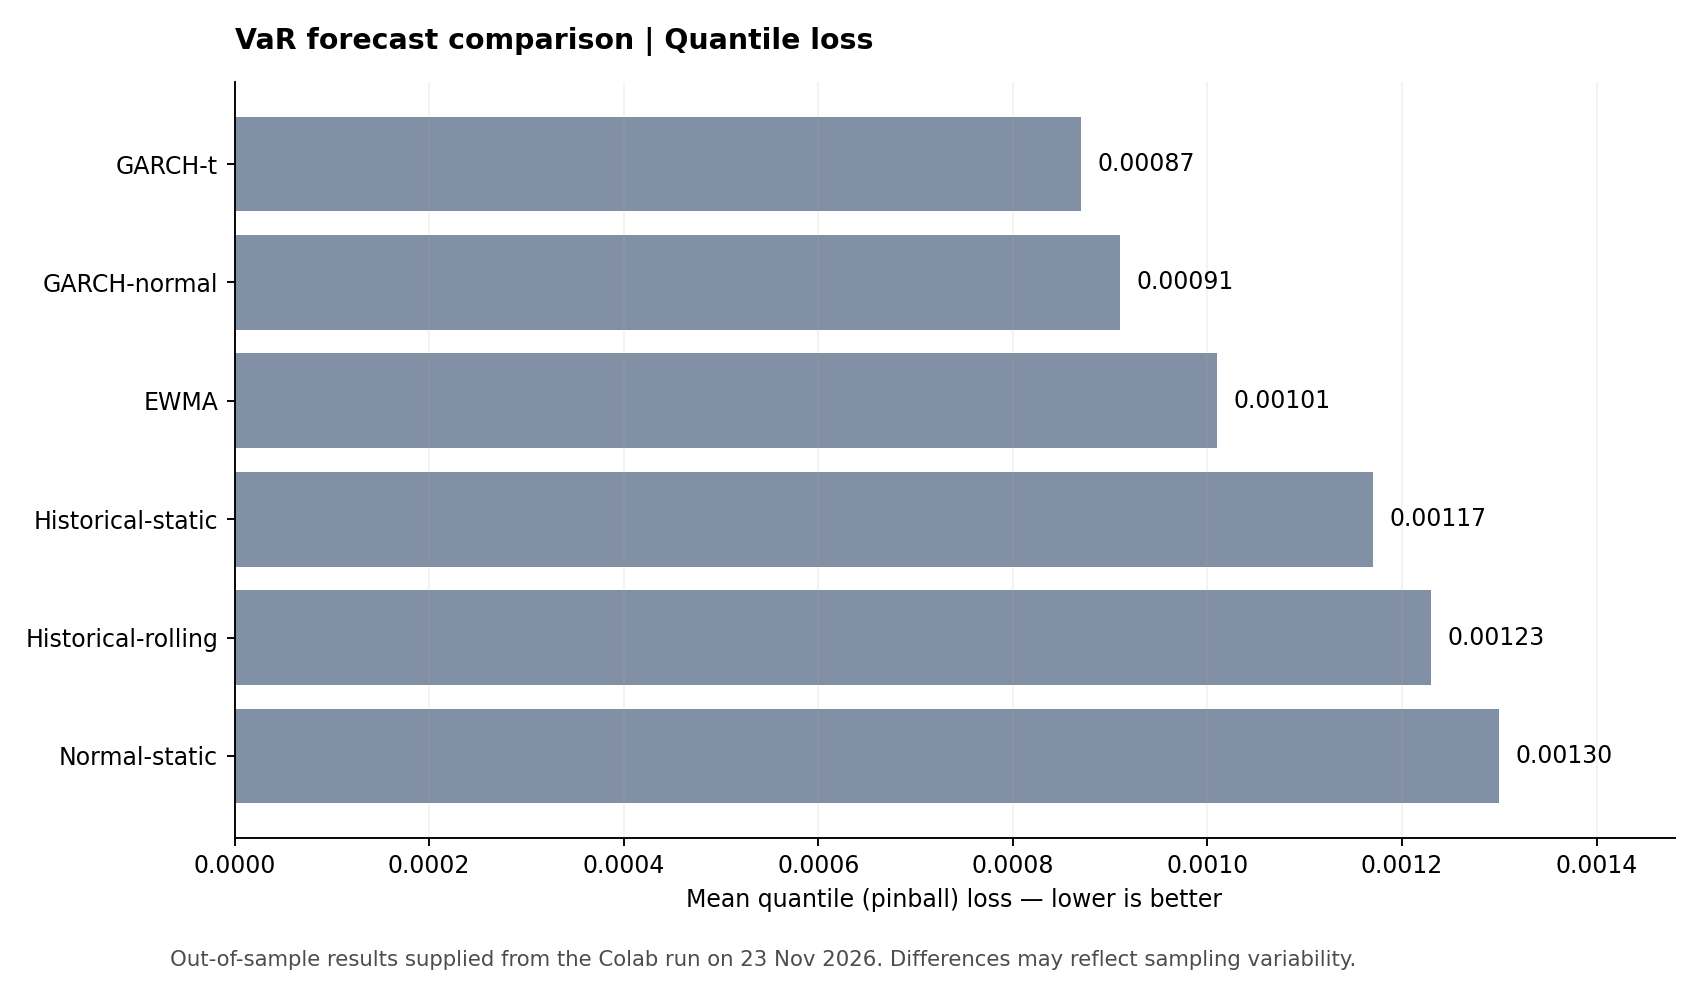 VaR forecast comparison | Quantile loss
GARCH-t
0.00087
GARCH-normal
0.00091
EWMA
0.00101
Historical-static
0.00117
Historical-rolling
0.00123
Normal-static
0.00130
0.0000 0.0002 0.0004 0.0006 0.0008 0.0010 0.0012 0.0014
Mean quantile (pinball) loss — lower is better
Out-of-sample results supplied from the Colab run on 23 Nov 2026. Differences may reflect sampling variability.